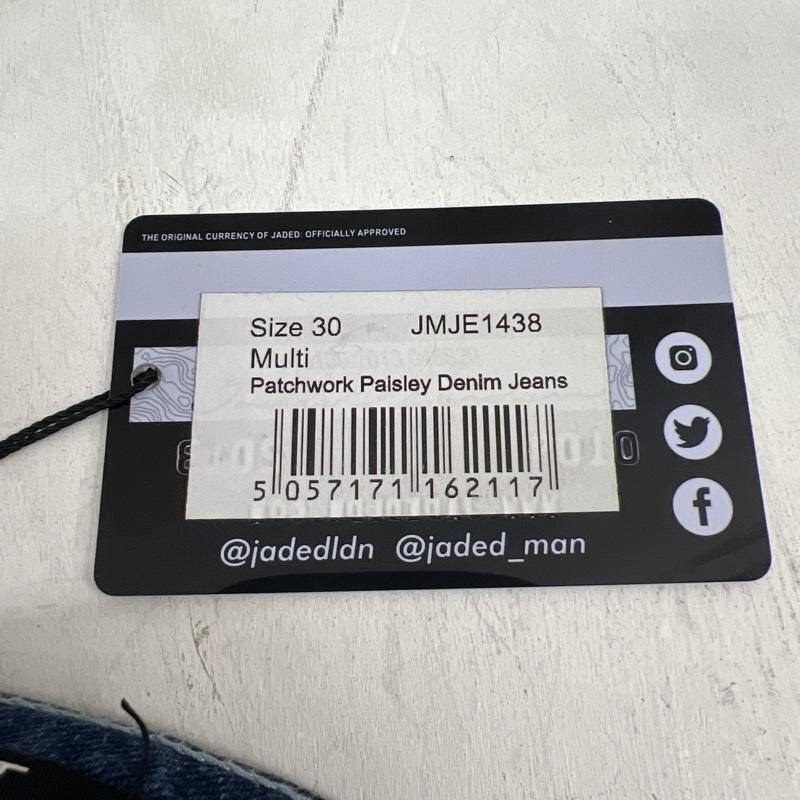 THE ORIGINAL CURRENCY OF JADED: OFFICIALLY APPROVED
Size 30 JMJE1438
Multi
Patchwork Paisley Denim Jeans
5 057171 162117
@jadedldn @jaded_man